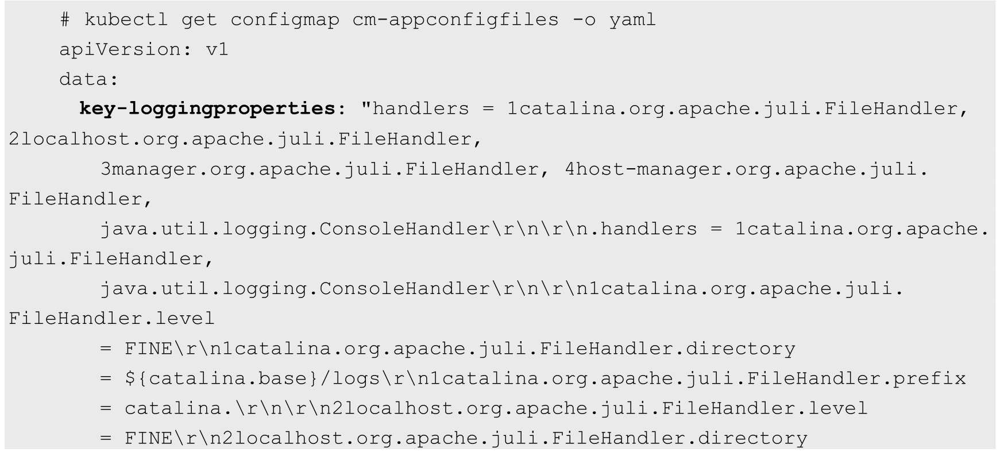 # kubectl get configmap cm-appconfigfiles -o yaml
apiVersion: v1
data:
key-loggingproperties: "handlers = 1catalina.org.apache.juli.FileHandler,
2localhost.org.apache.juli.FileHandler,
3manager.org.apache.juli.FileHandler, 4host-manager.org.apache.juli.
FileHandler,
java.util.logging.ConsoleHandler\r\n\r\n.handlers = 1catalina.org.apache.
juli.FileHandler,
java.util.logging.ConsoleHandler\r\n\r\n1catalina.org.apache.juli.
FileHandler.level
= FINE\r\n1catalina.org.apache.juli.FileHandler.directory
= ${catalina.base}/logs\r\n1catalina.org.apache.juli.FileHandler.prefix
= catalina.\r\n\r\n2localhost.org.apache.juli.FileHandler.level
= FINE\r\n2localhost.org.apache.juli.FileHandler.directory